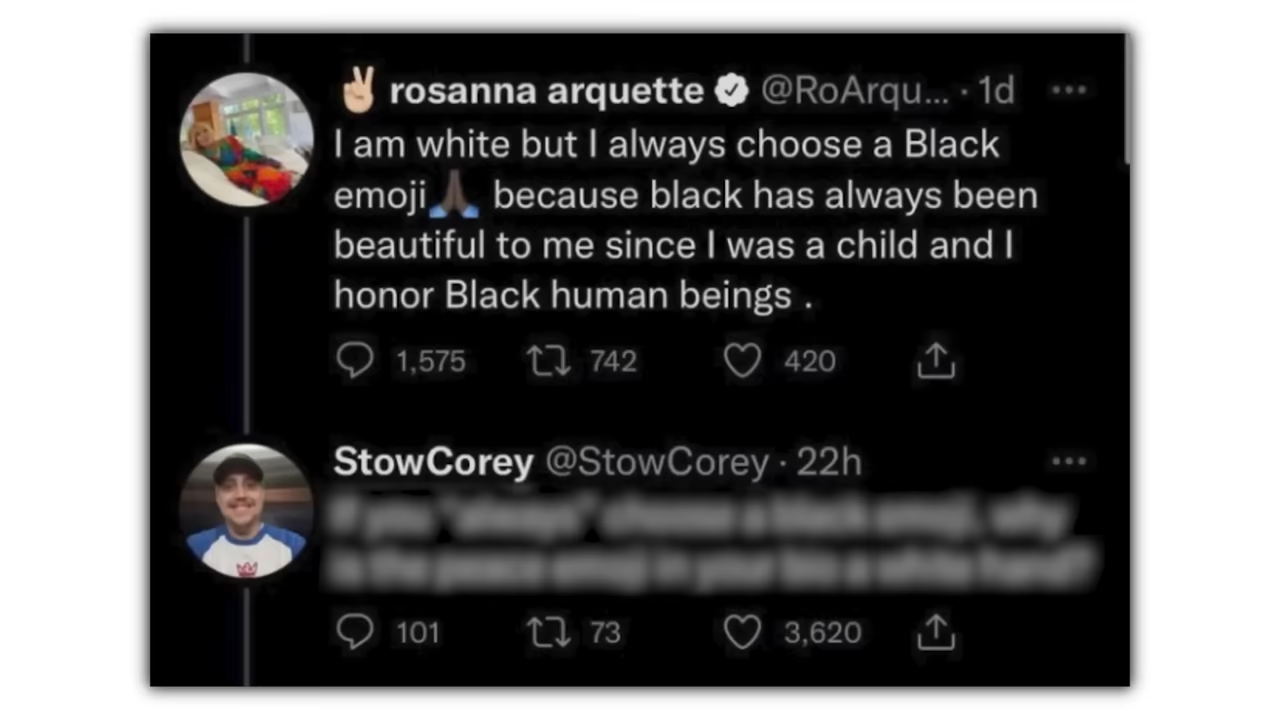 ✌🏼 rosanna arquette @RoArqu... · 1d
I am white but I always choose a Black
emoji🙏🏿 because black has always been
beautiful to me since I was a child and I
honor Black human beings .
1,575 742 420
StowCorey @StowCorey · 22h
101 73 3,620